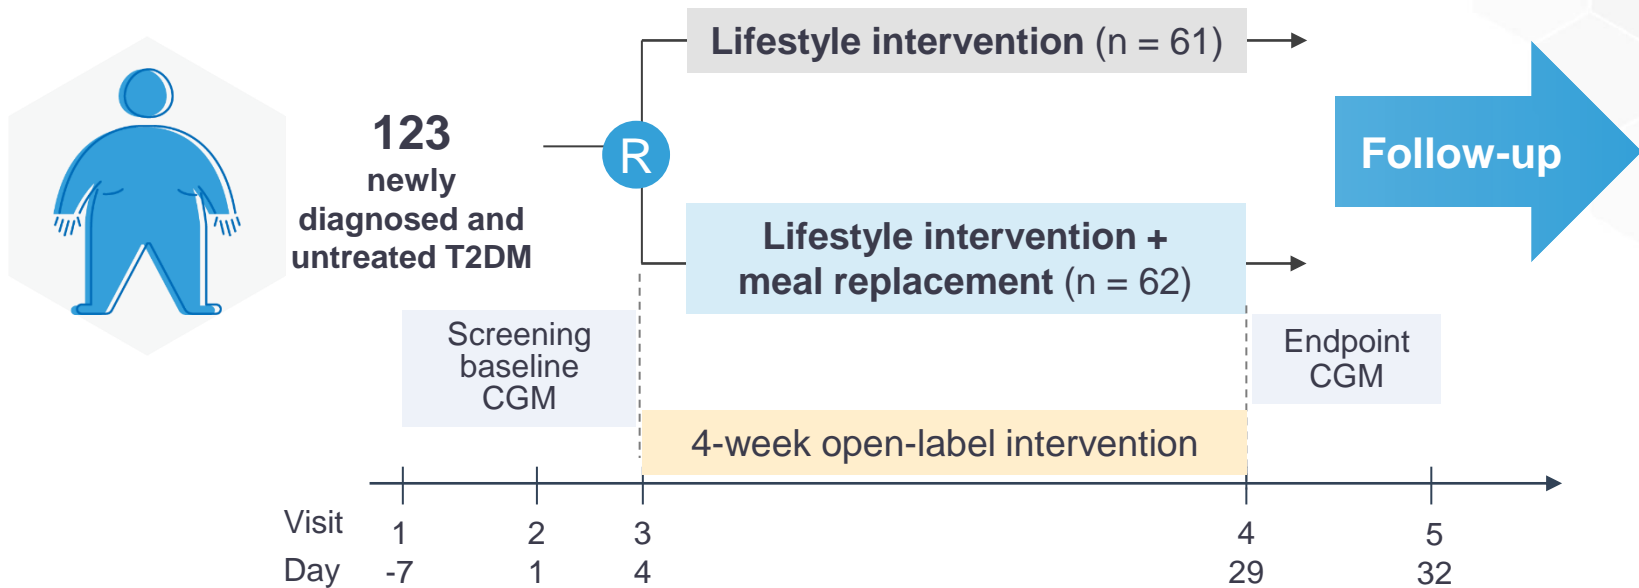 Lifestyle intervention (n = 61)
123
newly
diagnosed and
untreated T2DM
R
Follow-up
Lifestyle intervention +
meal replacement (n = 62)
Screening
baseline
CGM
Endpoint
CGM
4-week open-label intervention
Visit 1 2 3 4 5
Day -7 1 4 29 32